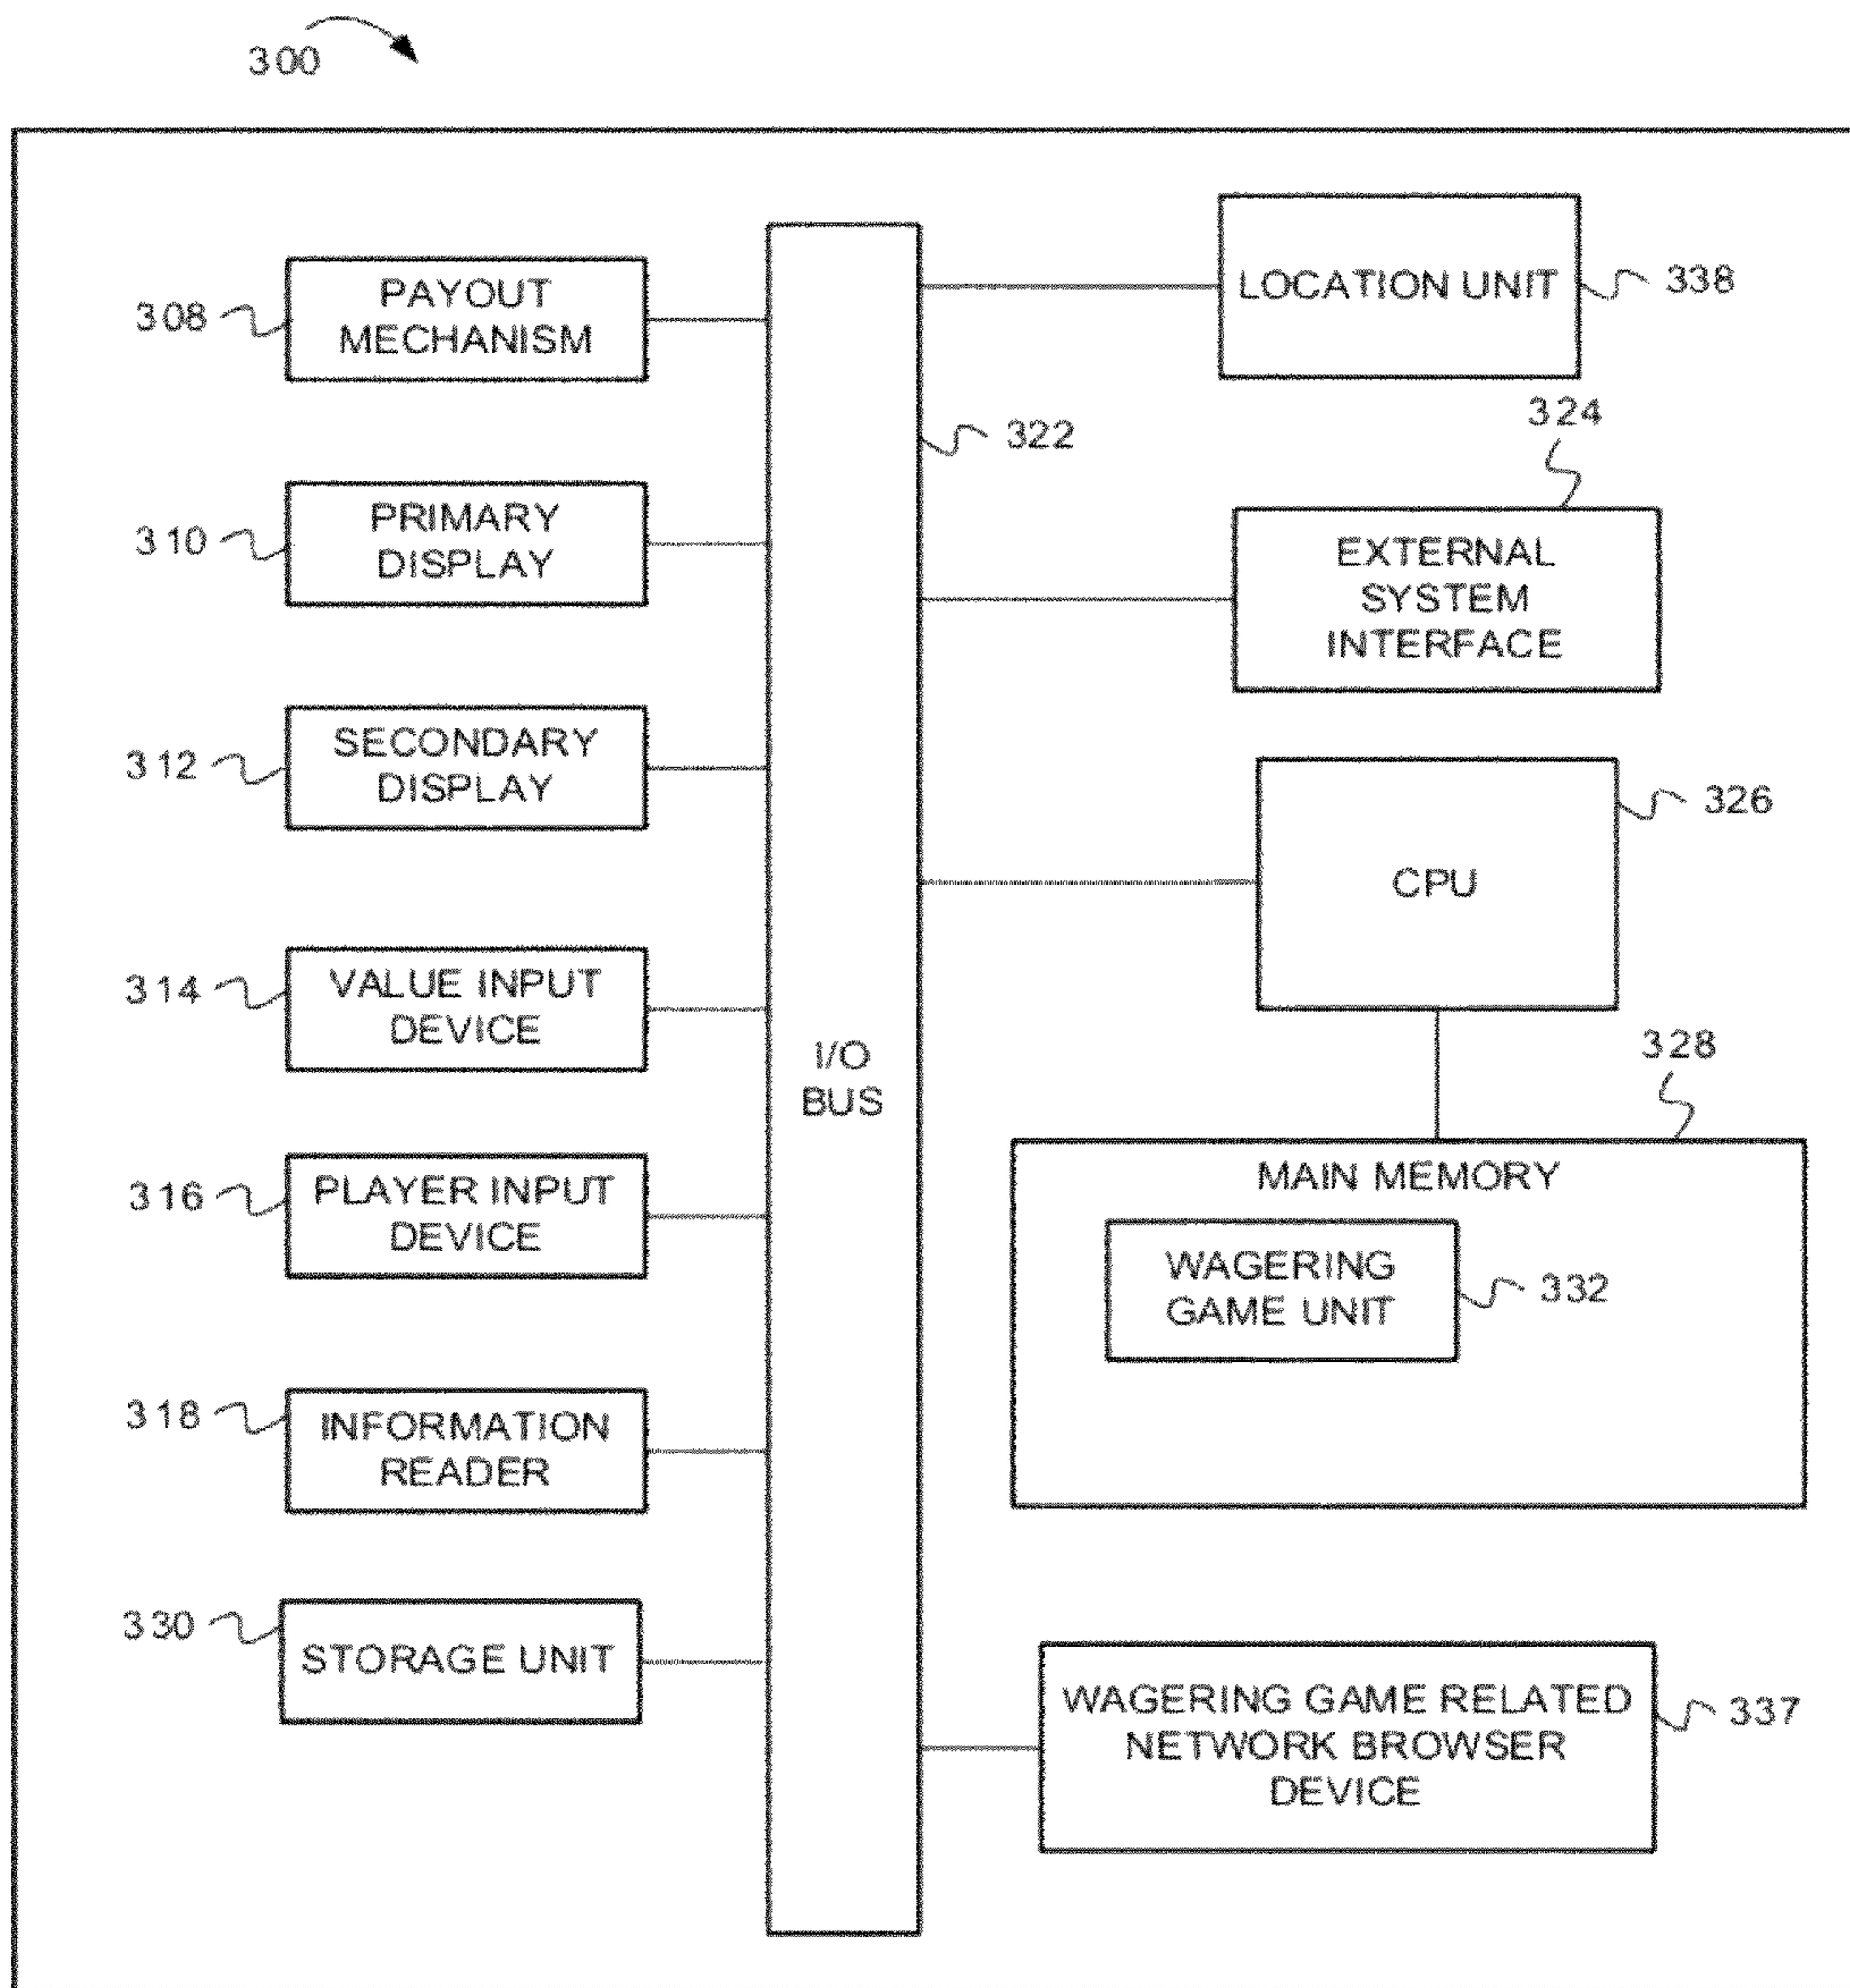 300
308
PAYOUT
MECHANISM
310
PRIMARY
DISPLAY
312
SECONDARY
DISPLAY
314
VALUE INPUT
DEVICE
316
PLAYER INPUT
DEVICE
318
INFORMATION
READER
330
STORAGE UNIT
I/O
BUS
322
LOCATION UNIT
338
324
EXTERNAL
SYSTEM
INTERFACE
326
CPU
328
MAIN MEMORY
WAGERING
GAME UNIT
332
WAGERING GAME RELATED
NETWORK BROWSER
DEVICE
337